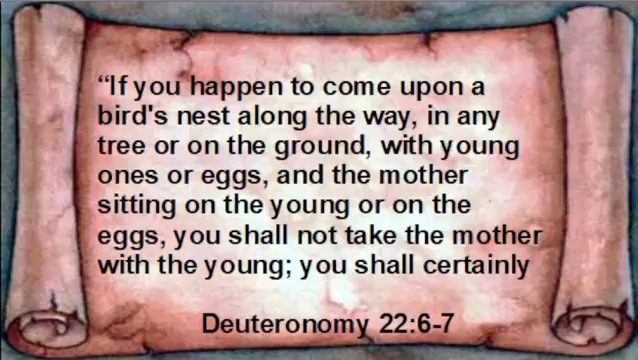 “If you happen to come upon a
bird's nest along the way, in any
tree or on the ground, with young
ones or eggs, and the mother
sitting on the young or on the
eggs, you shall not take the mother
with the young; you shall certainly
Deuteronomy 22:6-7